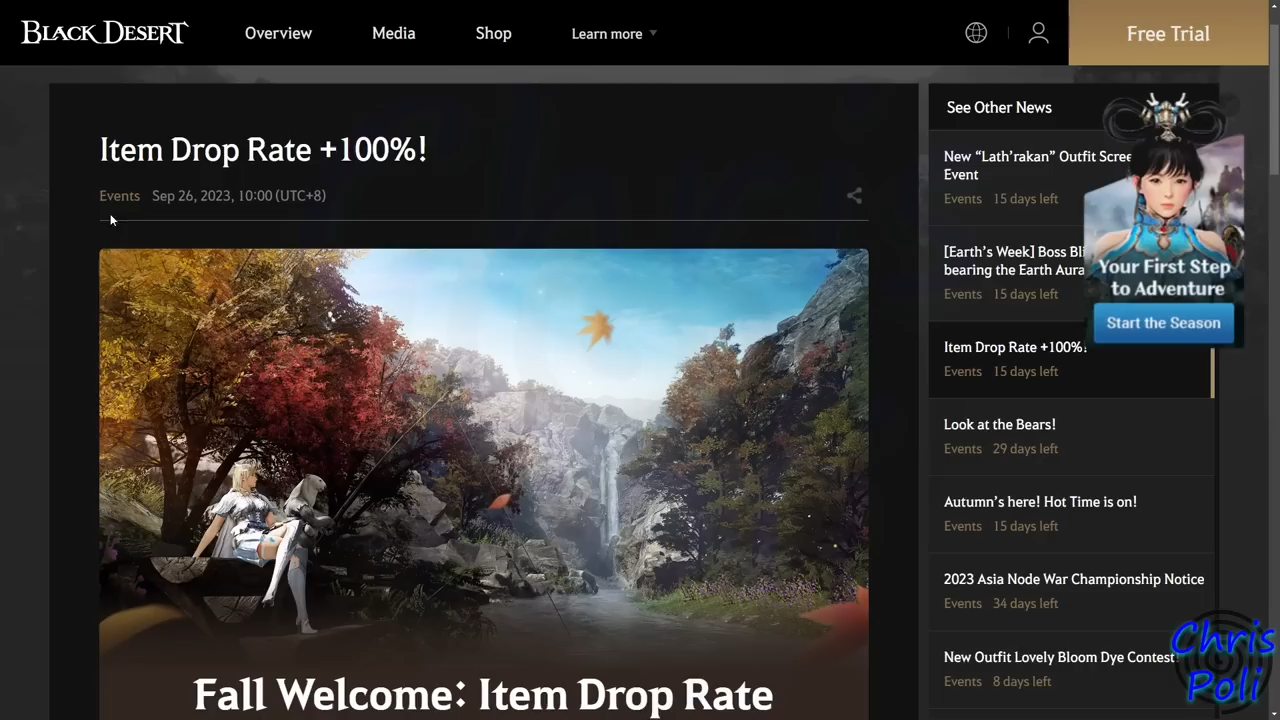 BLACK DESERT
Overview
Media
Shop
Learn more
Free Trial
Item Drop Rate +100%!
Events Sep 26, 2023, 10:00 (UTC+8)
Fall Welcome: Item Drop Rate
See Other News
New “Lath’rakan” Outfit Scree
Event
Events 15 days left
[Earth’s Week] Boss Bli
bearing the Earth Aura
Events 15 days left
Item Drop Rate +100%!
Events 15 days left
Look at the Bears!
Events 29 days left
Autumn’s here! Hot Time is on!
Events 15 days left
2023 Asia Node War Championship Notice
Events 34 days left
New Outfit Lovely Bloom Dye Contest!
Events 8 days left
Your First Step
to Adventure
Start the Season
Chris
Poli